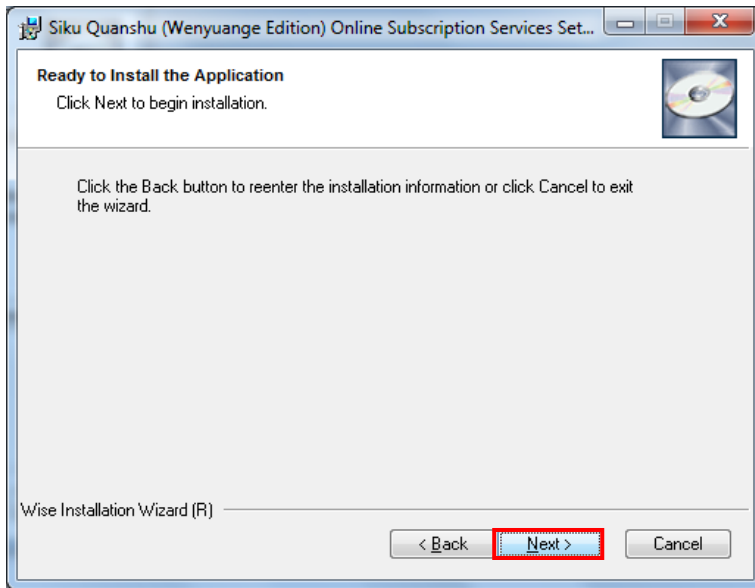 Siku Quanshu (Wenyuange Edition) Online Subscription Services Set...
Ready to Install the Application
Click Next to begin installation.
Click the Back button to reenter the installation information or click Cancel to exit
the wizard.
Wise Installation Wizard (R)
< Back Next > Cancel